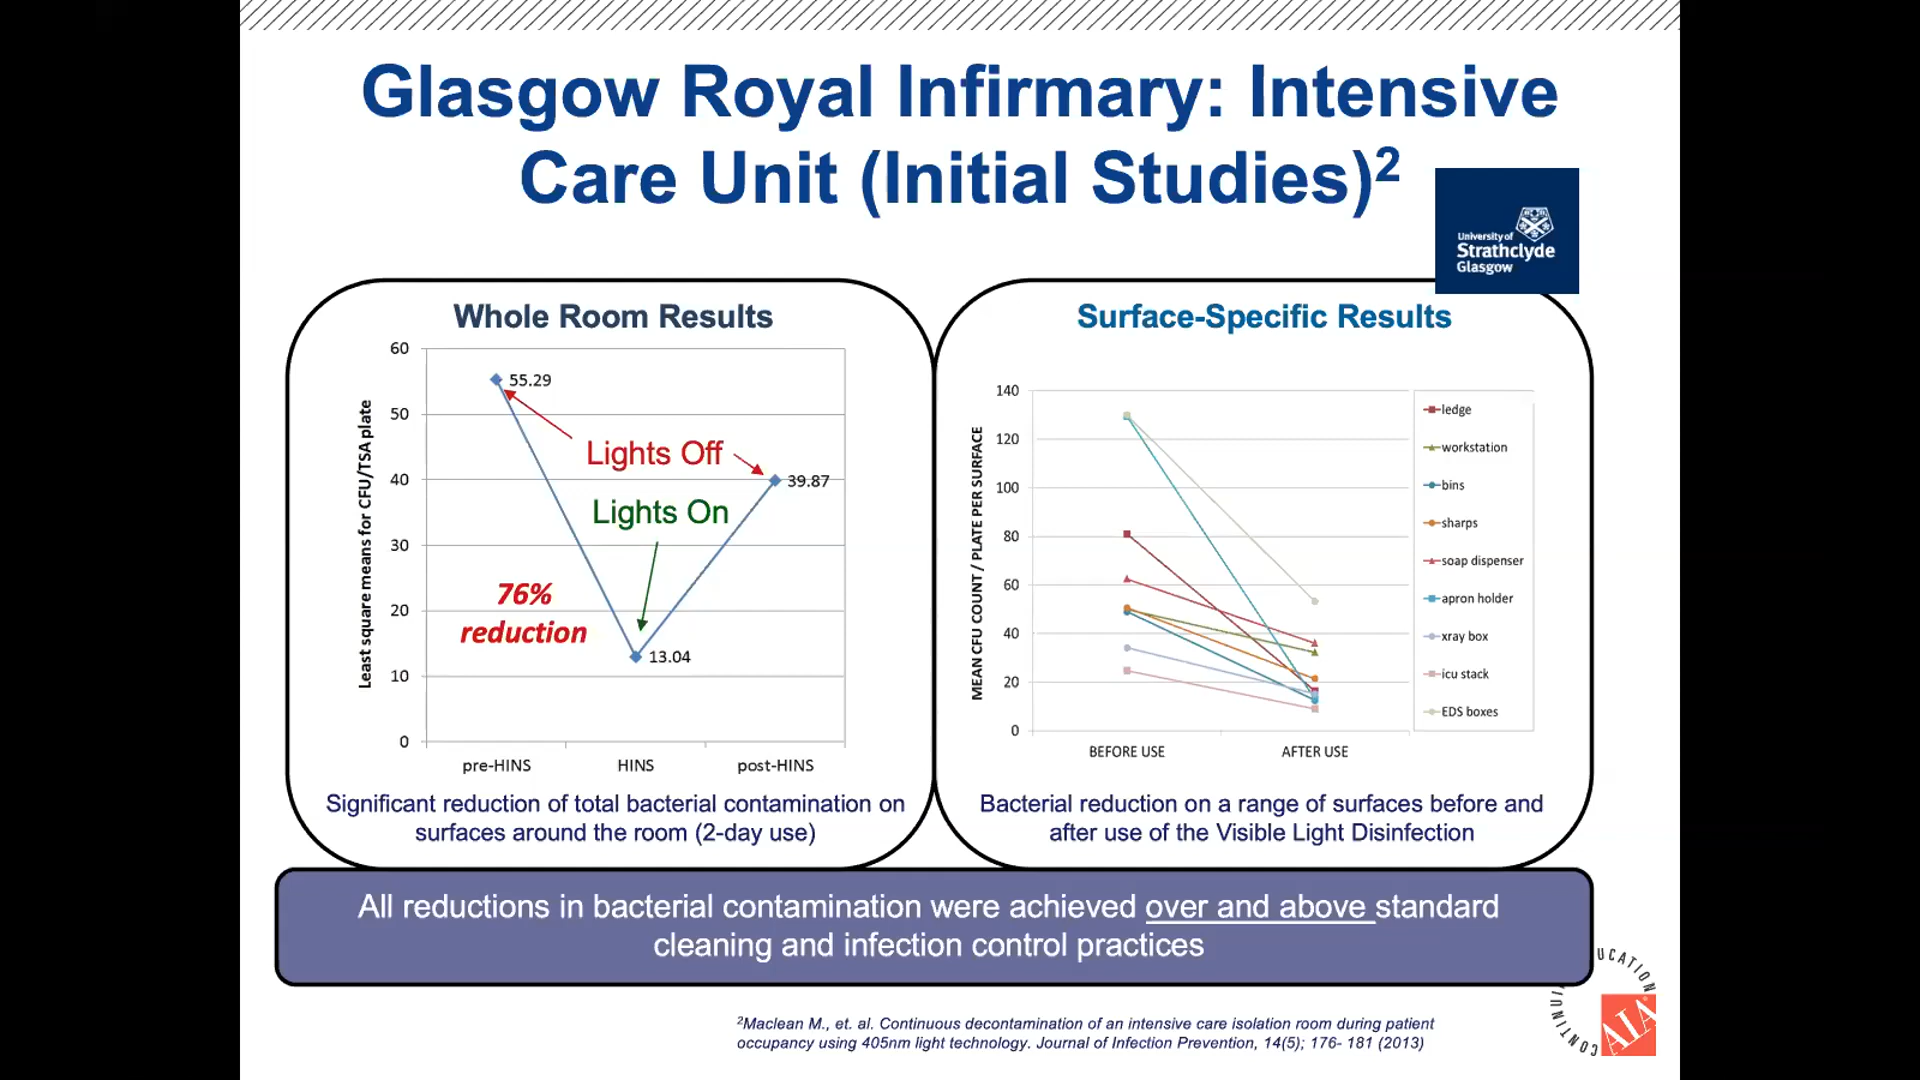 Glasgow Royal Infirmary: Intensive
Care Unit (Initial Studies)²
University of
Strathclyde
Glasgow
Whole Room Results
60
50
40
30
20
10
0
Least square means for CFU/TSA plate
55.29
Lights Off
39.87
Lights On
76%
reduction
13.04
pre-HINS HINS post-HINS
Significant reduction of total bacterial contamination on
surfaces around the room (2-day use)
Surface-Specific Results
140
120
100
80
60
40
20
0
MEAN CFU COUNT / PLATE PER SURFACE
ledge
workstation
bins
sharps
soap dispenser
apron holder
xray box
icu stack
EDS boxes
BEFORE USE AFTER USE
Bacterial reduction on a range of surfaces before and
after use of the Visible Light Disinfection
All reductions in bacterial contamination were achieved over and above standard
cleaning and infection control practices
²Maclean M., et. al. Continuous decontamination of an intensive care isolation room during patient
occupancy using 405nm light technology. Journal of Infection Prevention, 14(5); 176- 181 (2013)
AIA